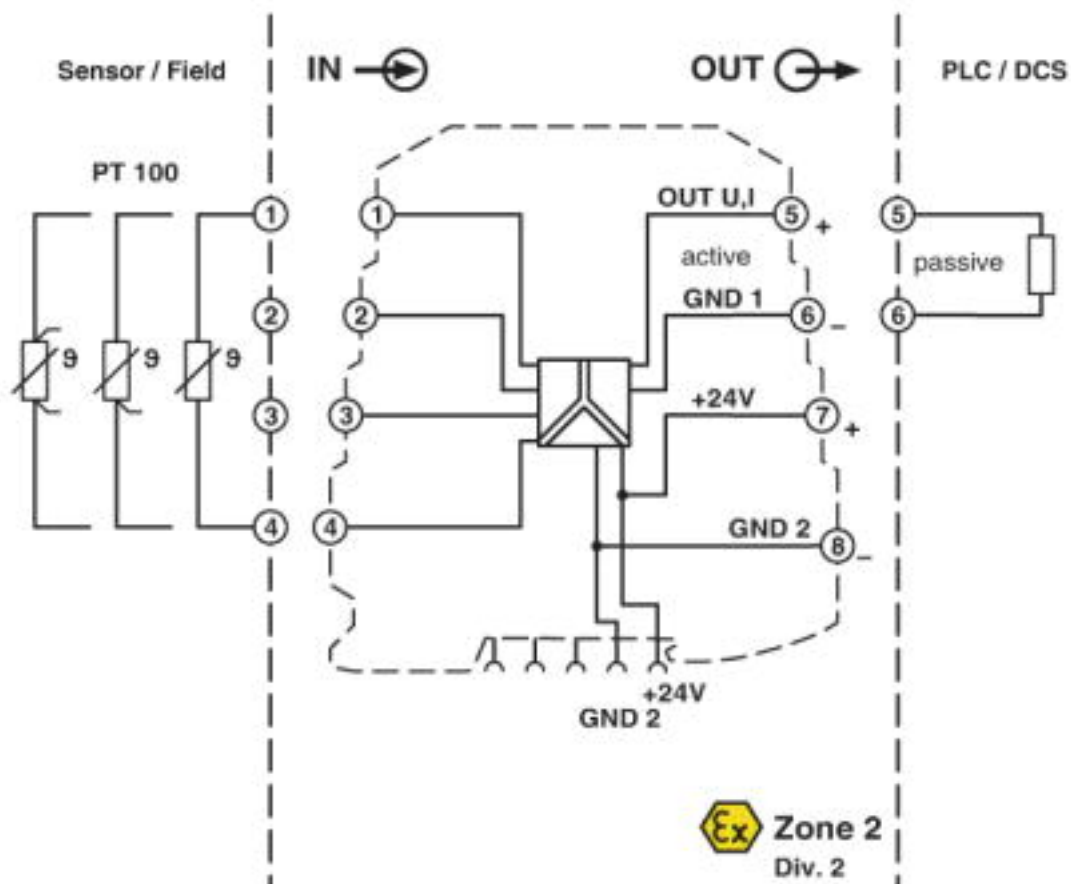 Sensor / Field
IN
OUT
PLC / DCS
PT 100
1
1
OUT U,I
5
+
5
active
passive
2
2
GND 1
6
–
6
ϑ
ϑ
ϑ
3
3
+24V
7
+
4
4
GND 2
8
–
+24V
GND 2
Ex
Zone 2
Div. 2